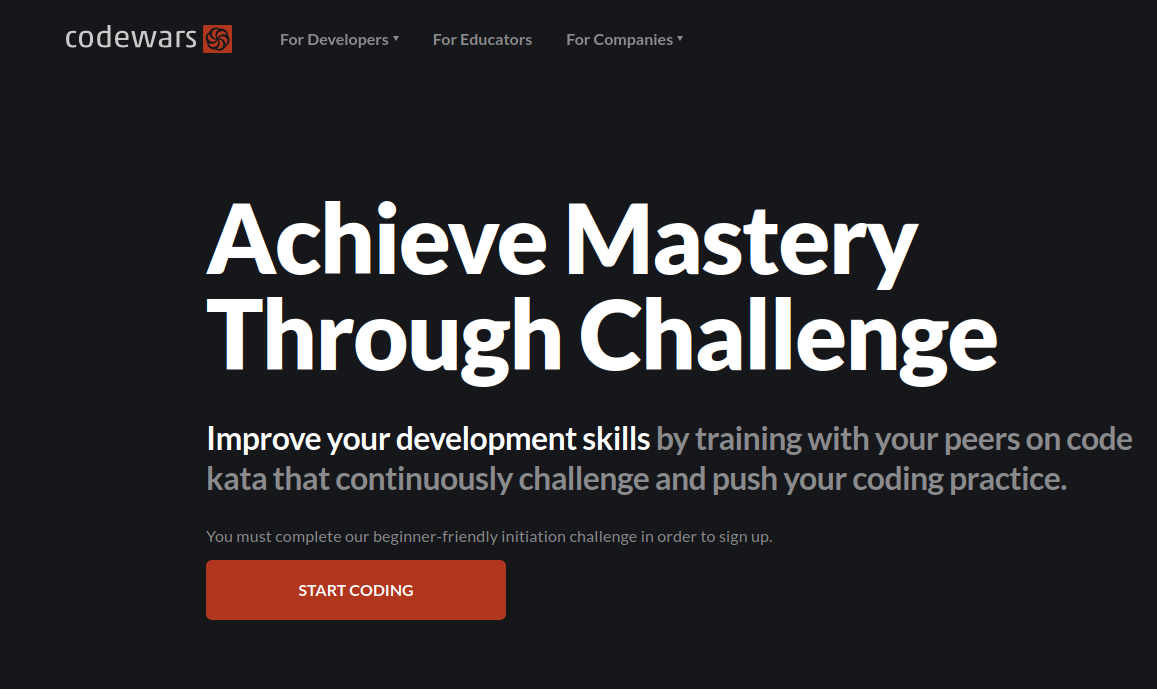 codewars
For Developers
For Educators
For Companies
Achieve Mastery
Through Challenge
Improve your development skills by training with your peers on code
kata that continuously challenge and push your coding practice.
You must complete our beginner-friendly initiation challenge in order to sign up.
START CODING